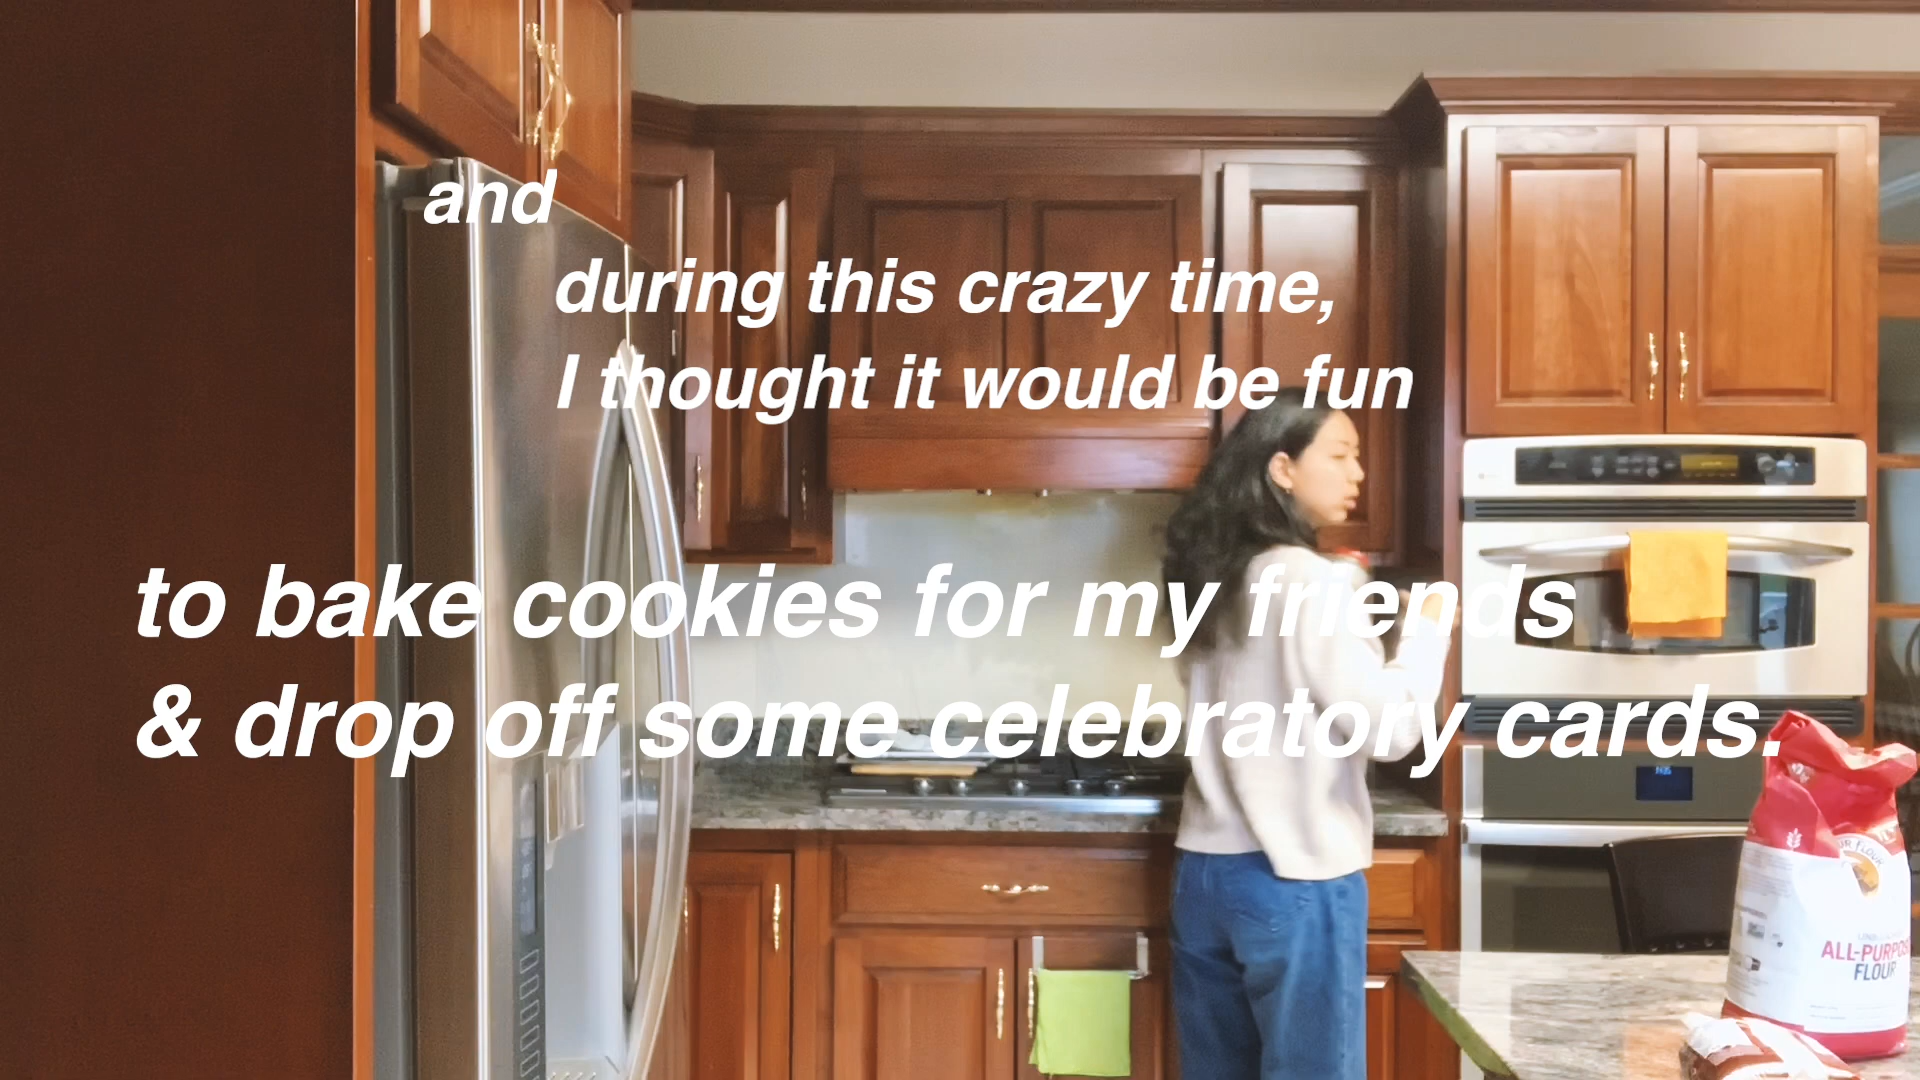 and
during this crazy time,
I thought it would be fun
to bake cookies for my friends
& drop off some celebratory cards.
ALL-PURPOS
FLOUR